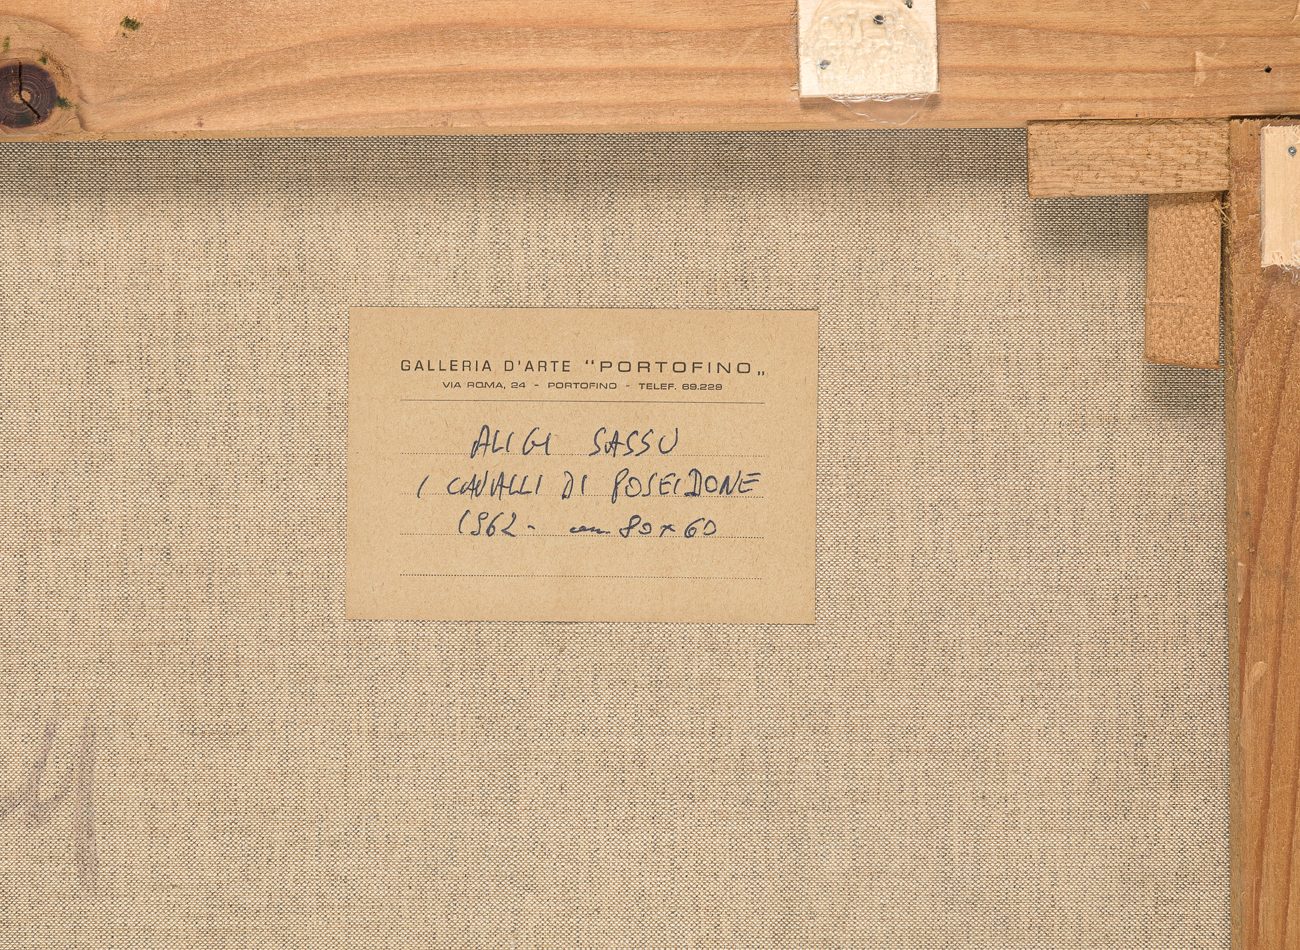 GALLERIA D'ARTE "PORTOFINO„
VIA ROMA, 24 - PORTOFINO - TELEF. 69.229
ALIGI SASSU
I CAVALLI DI POSEIDONE
1962 - cm. 80 x 60